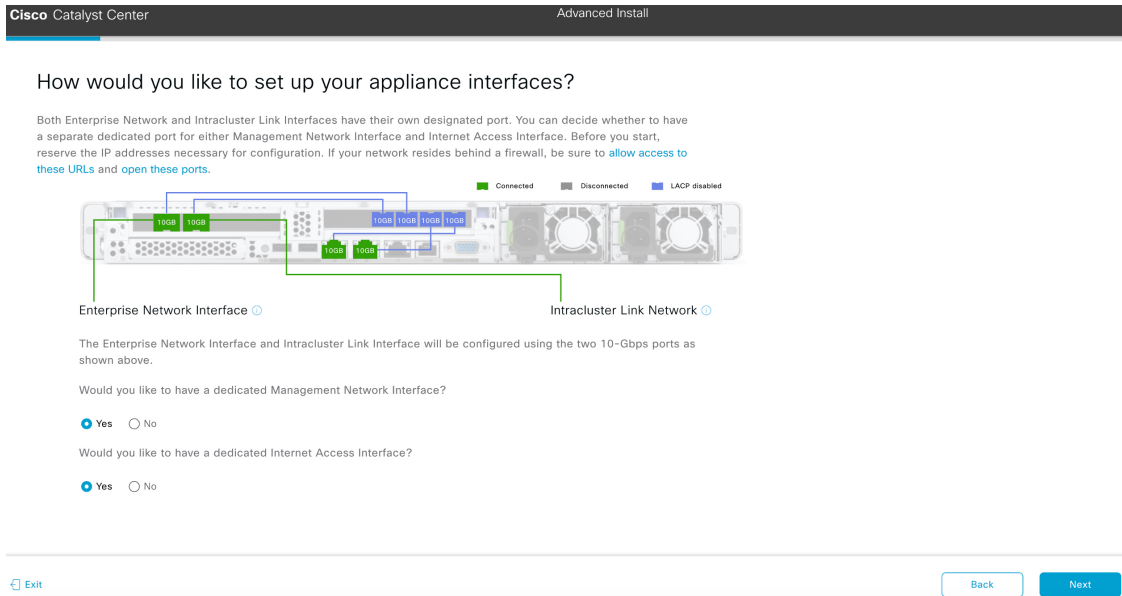 Cisco Catalyst Center
Advanced Install
How would you like to set up your appliance interfaces?
Both Enterprise Network and Intracluster Link Interfaces have their own designated port. You can decide whether to have
a separate dedicated port for either Management Network Interface and Internet Access Interface. Before you start,
reserve the IP addresses necessary for configuration. If your network resides behind a firewall, be sure to allow access to
these URLs and open these ports.
Connected Disconnected LACP disabled
10GB 10GB 10GB 10GB 10GB 10GB
10GB 10GB
Enterprise Network Interface Intracluster Link Network
The Enterprise Network Interface and Intracluster Link Interface will be configured using the two 10-Gbps ports as
shown above.
Would you like to have a dedicated Management Network Interface?
Yes No
Would you like to have a dedicated Internet Access Interface?
Yes No
Exit Back Next